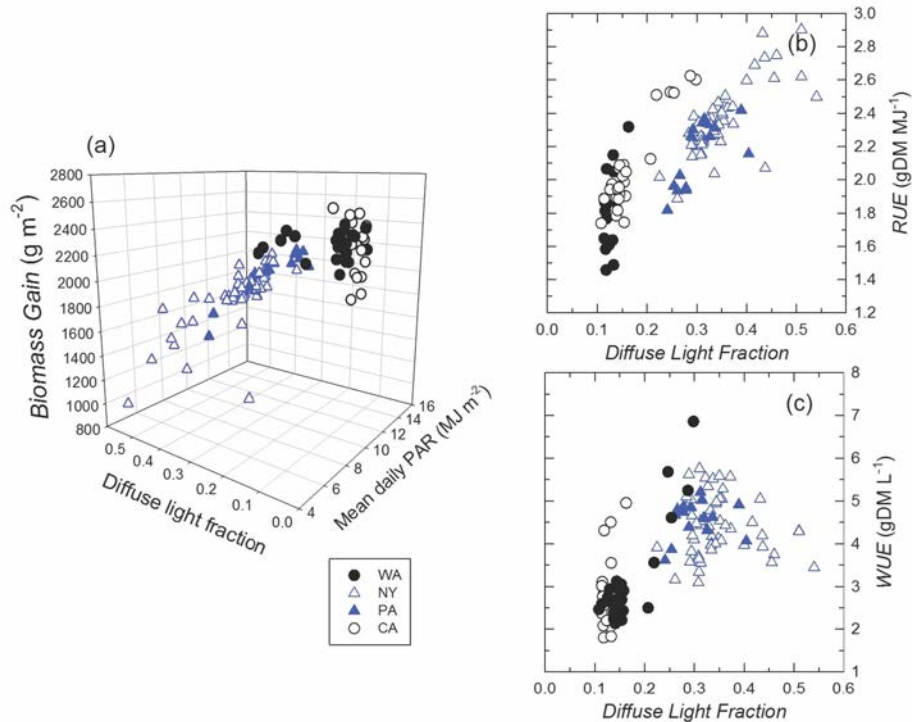 (a)
2800
2600
2400
2200
2000
1800
1600
1400
1200
1000
800
Biomass Gain (g m⁻²)
0.5
0.4
0.3
0.2
0.1
0.0
Diffuse light fraction
4
6
8
10
12
14
16
Mean daily PAR (MJ m⁻²)
WA
NY
PA
CA
(b)
3.0
2.8
2.6
2.4
2.2
2.0
1.8
1.6
1.4
1.2
RUE (gDM MJ⁻¹)
0.0 0.1 0.2 0.3 0.4 0.5 0.6
Diffuse Light Fraction
(c)
8
7
6
5
4
3
2
1
WUE (gDM L⁻¹)
0.0 0.1 0.2 0.3 0.4 0.5 0.6
Diffuse Light Fraction